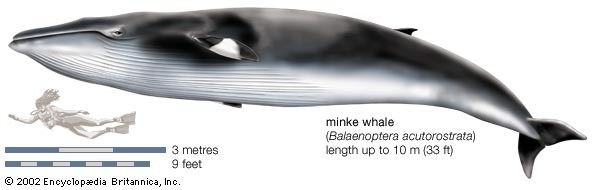 minke whale
(Balaenoptera acutorostrata)
length up to 10 m (33 ft)
3 metres
9 feet
© 2002 Encyclopædia Britannica, Inc.